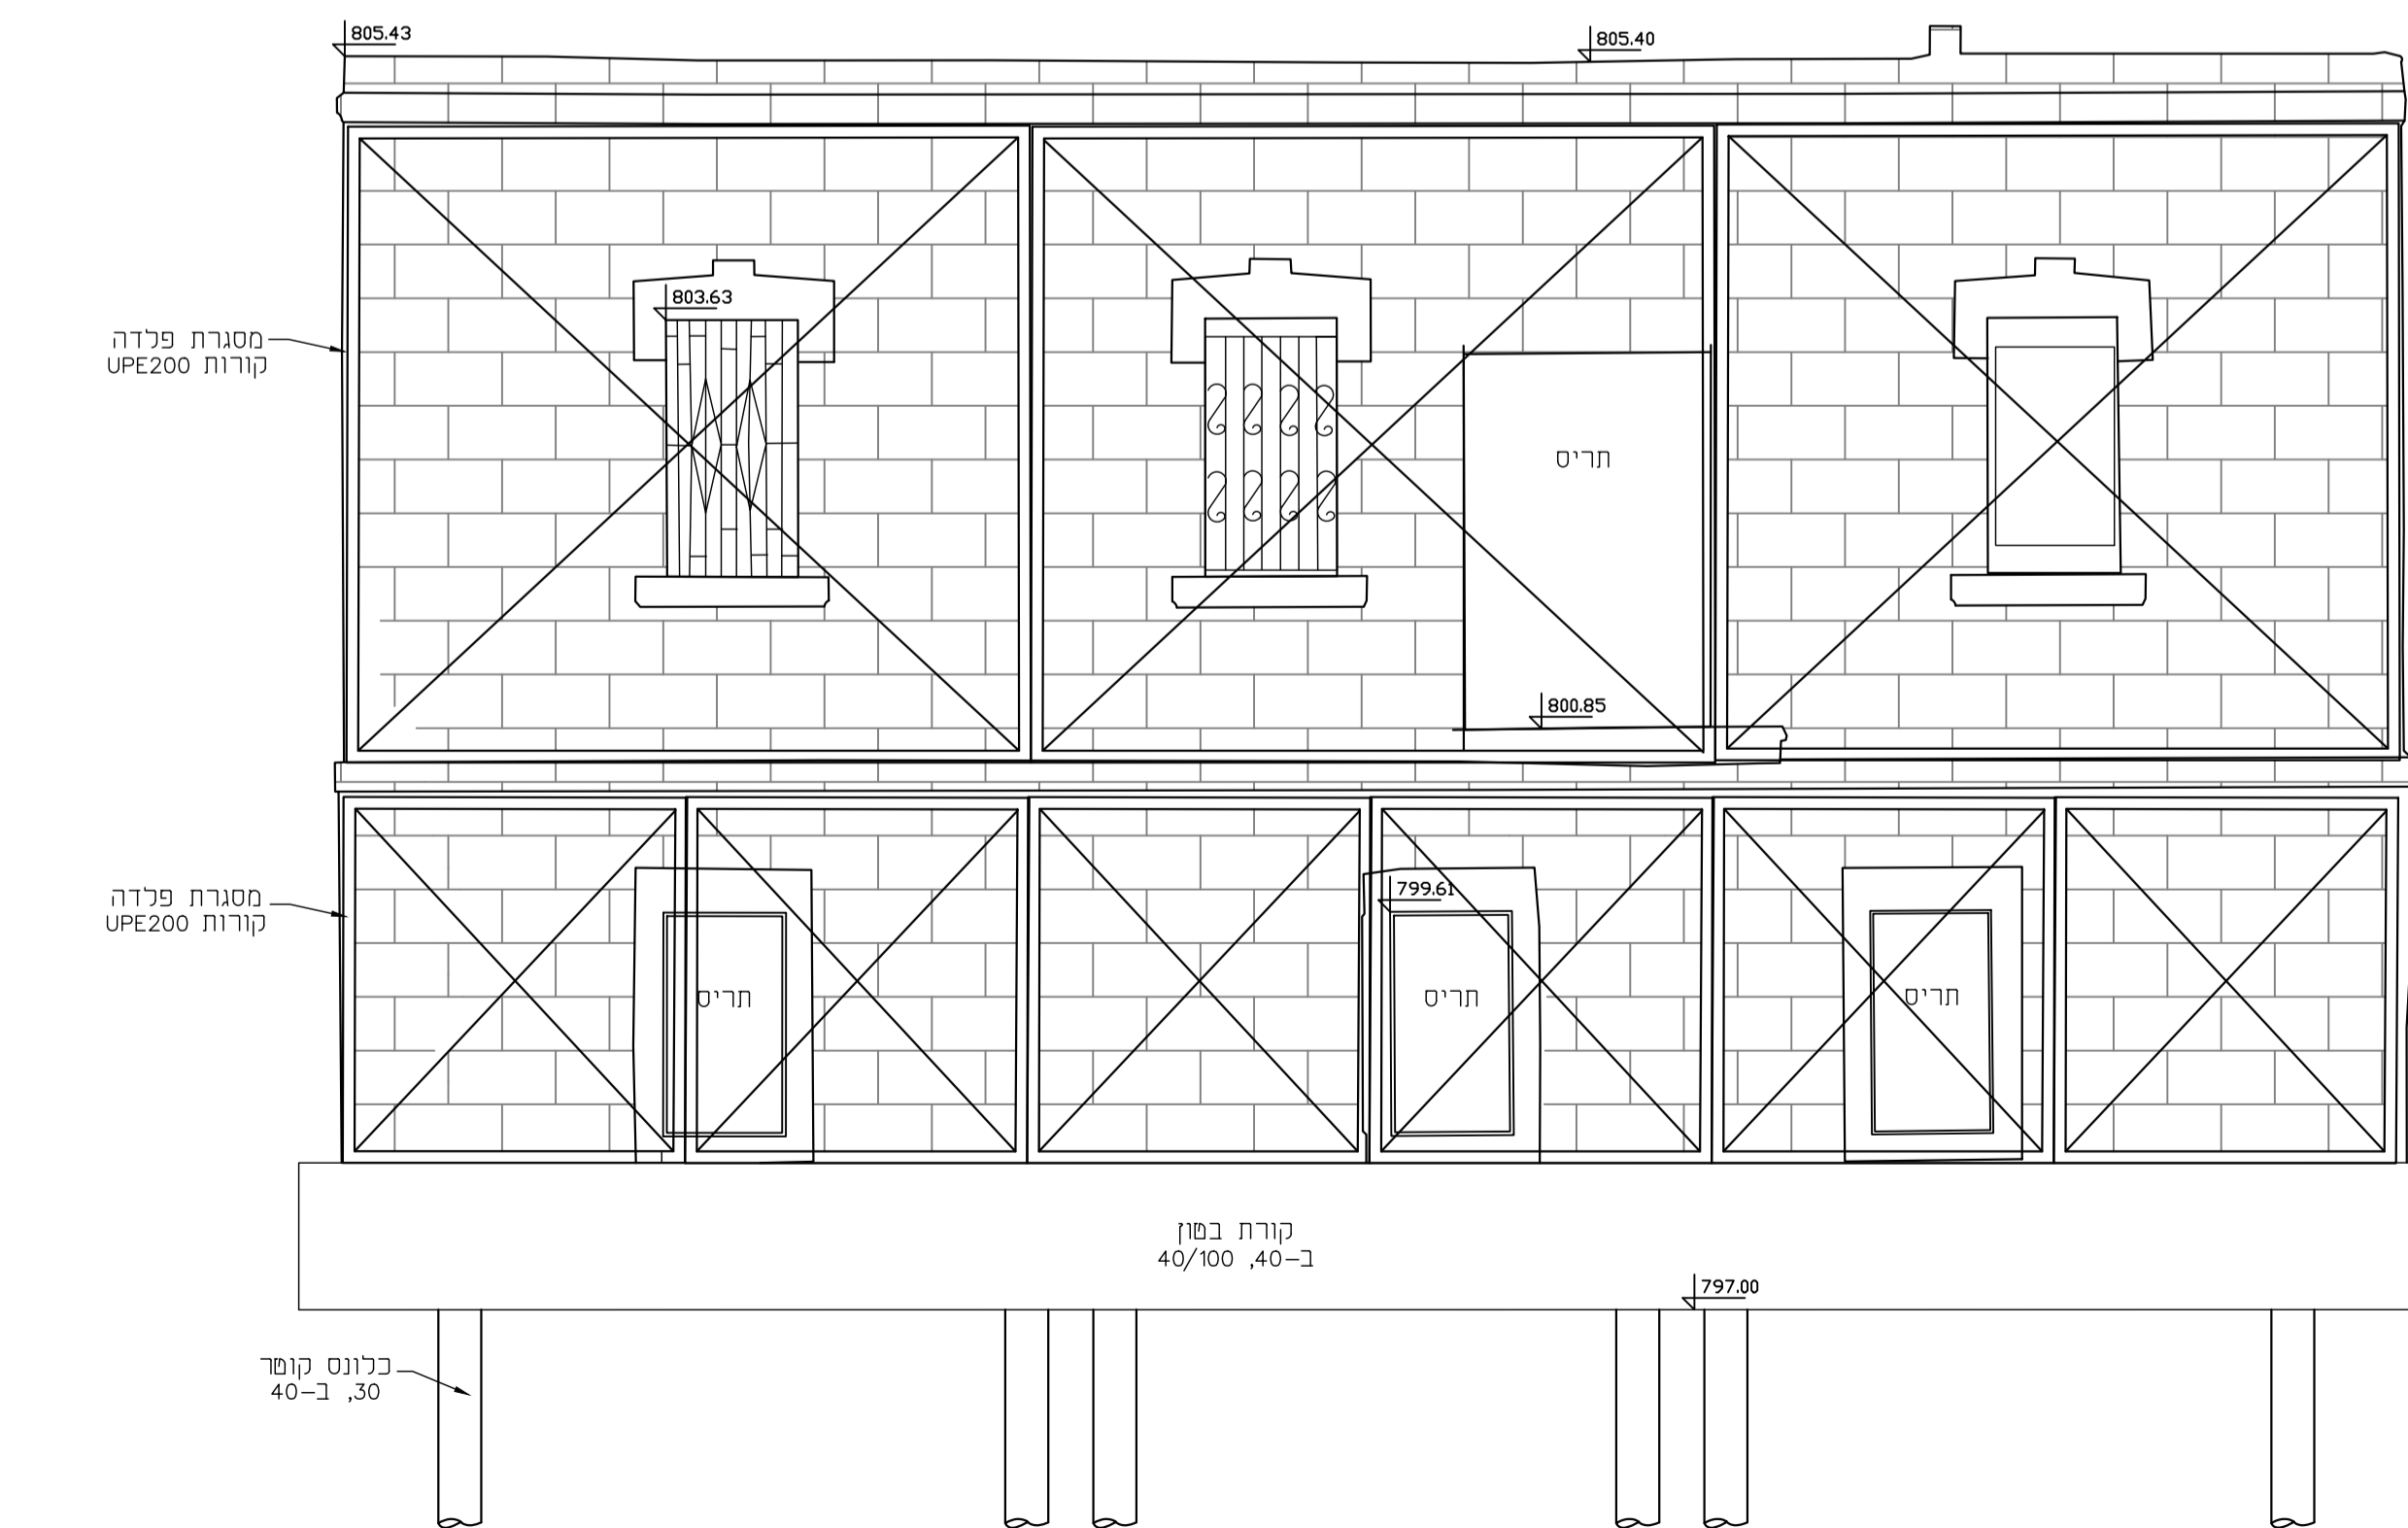 805.43
805.40
803.63
מסגרת פלדה
קורות UPE200
תריס
800.85
מסגרת פלדה
קורות UPE200
799.61
תריס
תריס
תריס
קורת בטון
ב-40, 40/100
797.00
כלונס קוטר
30, ב-40